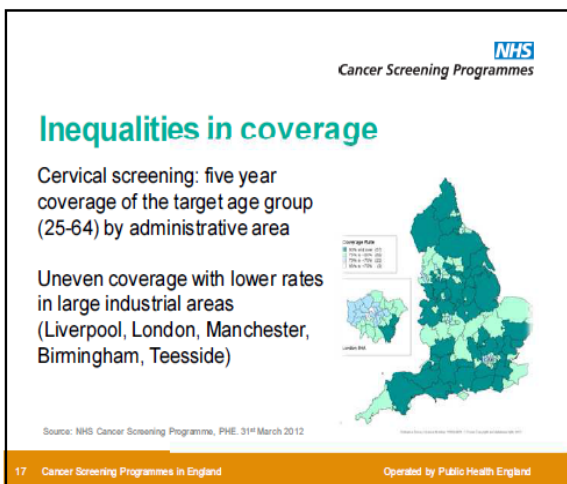 NHS
Cancer Screening Programmes
Inequalities in coverage
Cervical screening: five year
coverage of the target age group
(25-64) by administrative area
Uneven coverage with lower rates
in large industrial areas
(Liverpool, London, Manchester,
Birmingham, Teesside)
Coverage Rate
London SHA
Source: NHS Cancer Screening Programme, PHE. 31st March 2012
17 Cancer Screening Programmes in England
Operated by Public Health England